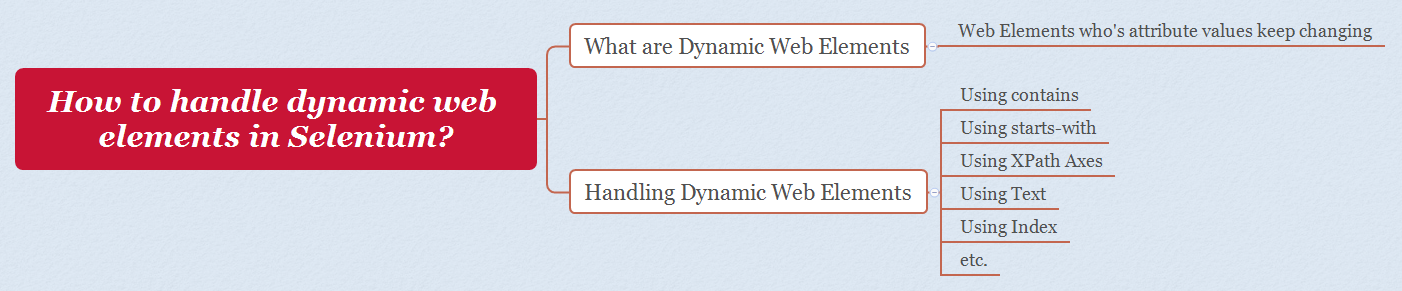 How to handle dynamic web
elements in Selenium?
What are Dynamic Web Elements
Web Elements who's attribute values keep changing
Handling Dynamic Web Elements
Using contains
Using starts-with
Using XPath Axes
Using Text
Using Index
etc.